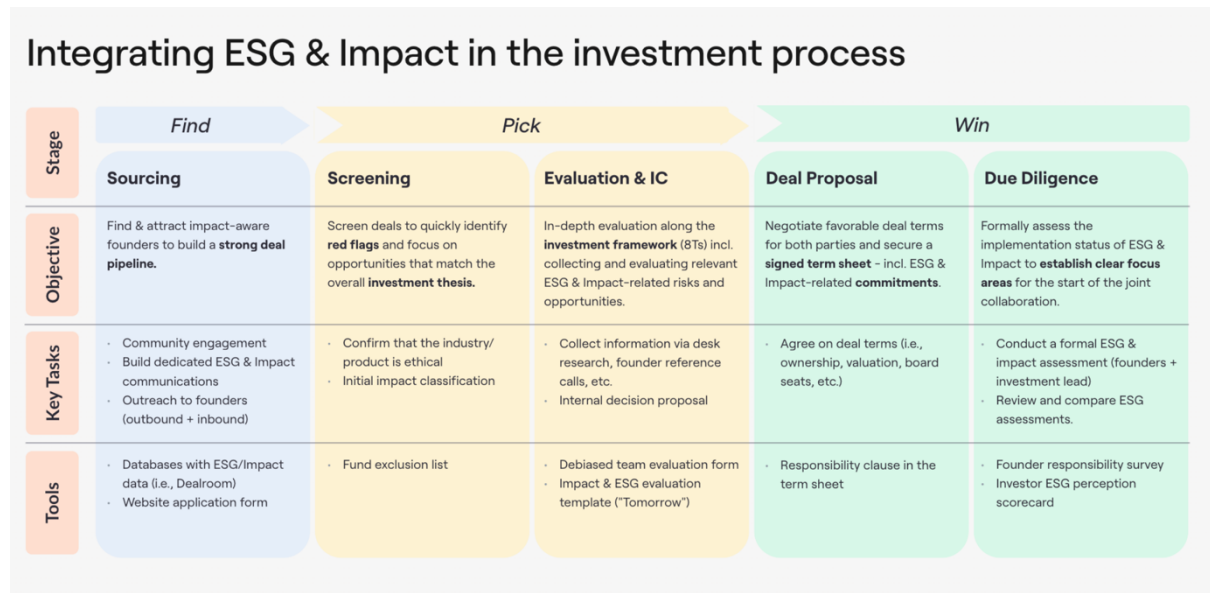 Integrating ESG & Impact in the investment process
Stage
Find
Pick
Win
Sourcing
Screening
Evaluation & IC
Deal Proposal
Due Diligence
Objective
Find & attract impact-aware
founders to build a strong deal
pipeline.
Screen deals to quickly identify
red flags and focus on
opportunities that match the
overall investment thesis.
In-depth evaluation along the
investment framework (8Ts) incl.
collecting and evaluating relevant
ESG & Impact-related risks and
opportunities.
Negotiate favorable deal terms
for both parties and secure a
signed term sheet - incl. ESG &
Impact-related commitments.
Formally assess the
implementation status of ESG &
Impact to establish clear focus
areas for the start of the joint
collaboration.
Key Tasks
· Community engagement
· Build dedicated ESG & Impact
communications
· Outreach to founders
(outbound + inbound)
· Confirm that the industry/
product is ethical
· Initial impact classification
· Collect information via desk
research, founder reference
calls, etc.
· Internal decision proposal
· Agree on deal terms (i.e.,
ownership, valuation, board
seats, etc.)
· Conduct a formal ESG &
impact assessment (founders +
investment lead)
· Review and compare ESG
assessments.
Tools
· Databases with ESG/Impact
data (i.e., Dealroom)
· Website application form
· Fund exclusion list
· Debiased team evaluation form
· Impact & ESG evaluation
template ("Tomorrow")
· Responsibility clause in the
term sheet
· Founder responsibility survey
· Investor ESG perception
scorecard